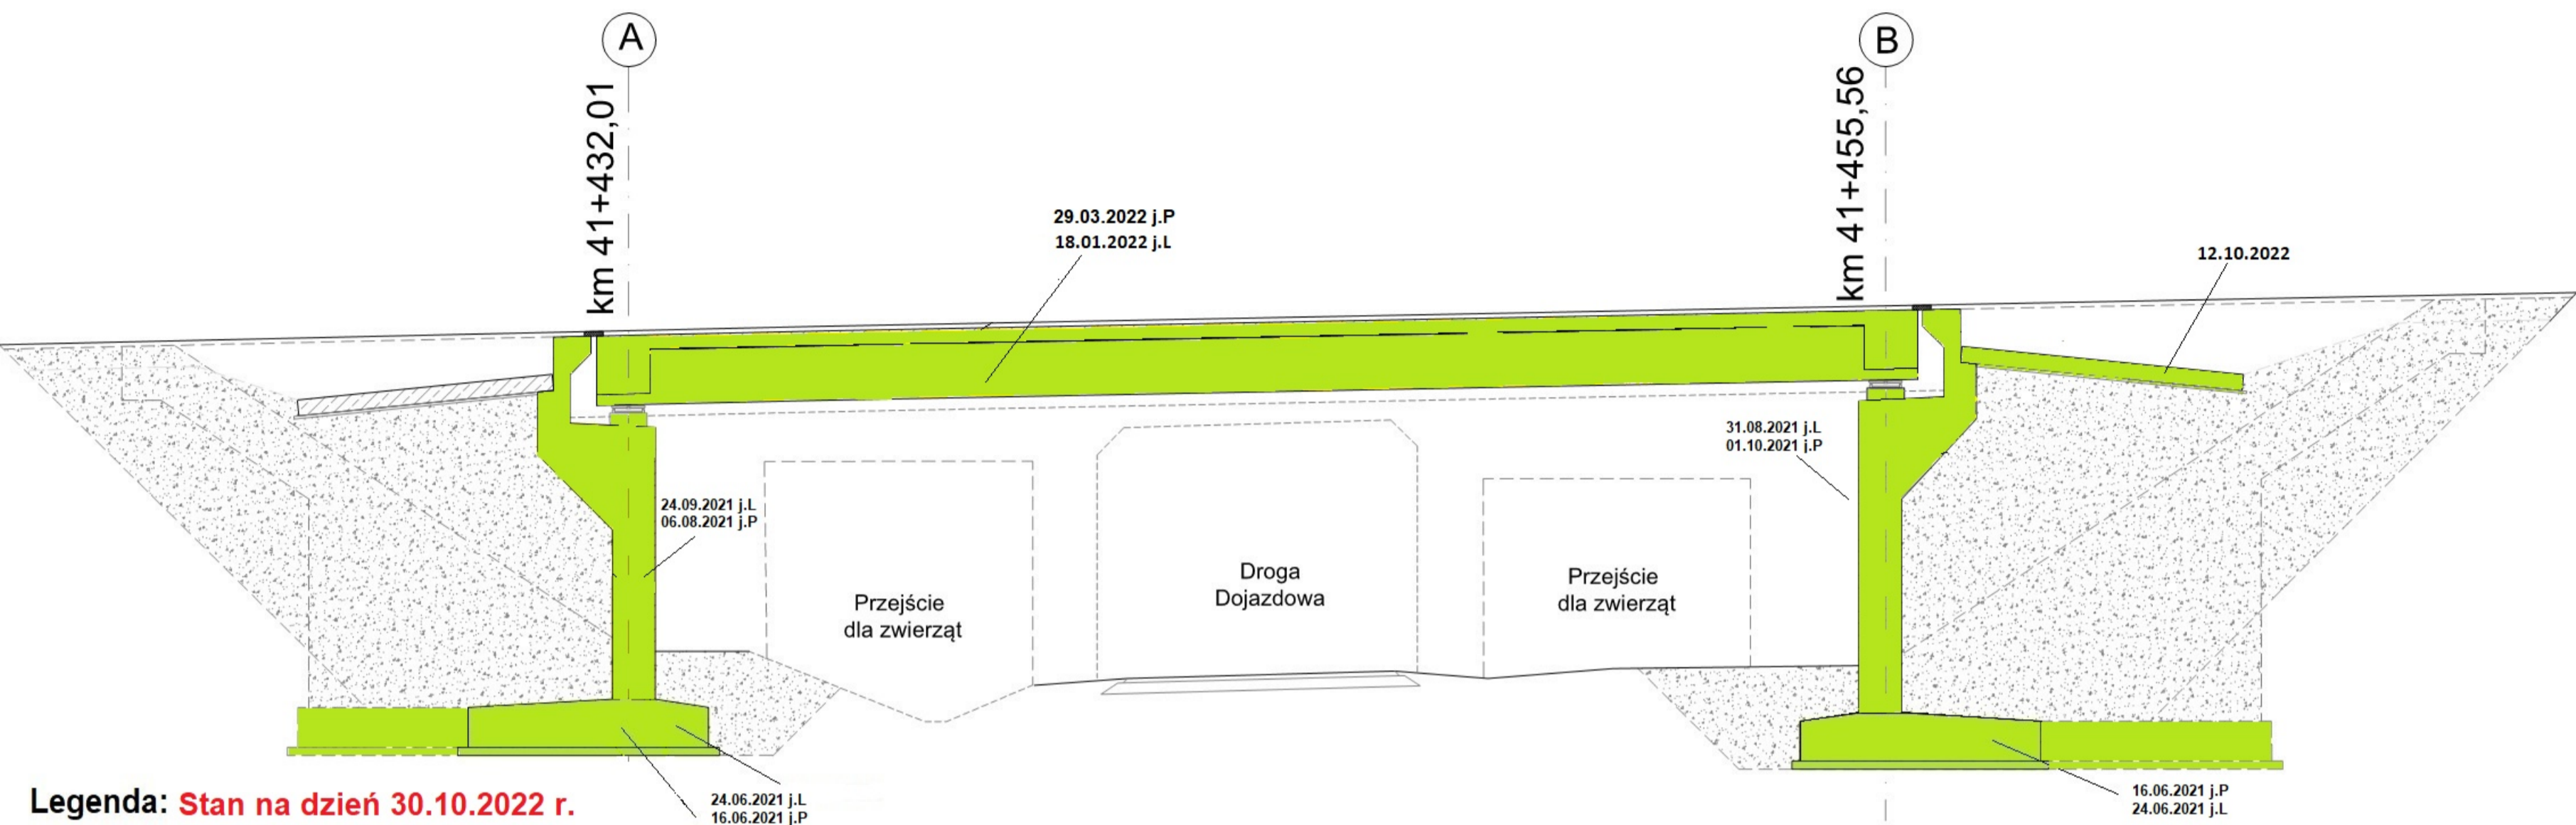 A
B
km 41+432,01
km 41+455,56
29.03.2022 j.P
18.01.2022 j.L
12.10.2022
31.08.2021 j.L
01.10.2021 j.P
24.09.2021 j.L
06.08.2021 j.P
Przejście
dla zwierząt
Droga
Dojazdowa
Przejście
dla zwierząt
Legenda: Stan na dzień 30.10.2022 r.
24.06.2021 j.L
16.06.2021 j.P
16.06.2021 j.P
24.06.2021 j.L